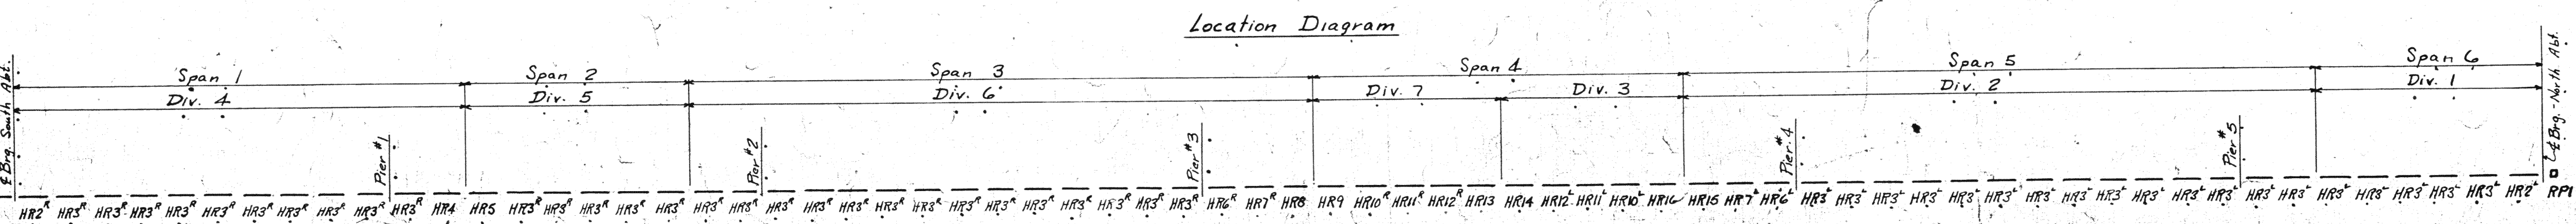 Location Diagram
Span 1 Span 2 Span 3 Span 4 Span 5 Span 6
Div. 4 Div. 5 Div. 6 Div. 7 Div. 3 Div. 2 Div. 1
℄ Brg. South Abt.
Pier #1
Pier #2
Pier #3
Pier #4
Pier #5
℄ Brg. - North Abt.
HR2ᴿ HR3ᴿ HR3 HR3ᴿ HR3ᴿ HR3ᴿ HR3ᴿ HR3ᴿ HR3ᴿ HR3ᴿ HR3ᴿ HR4 HR5 HR3ᴿ HR3ᴿ HR3ᴿ HR3ᴿ HR3ᴿ HR3ᴿ HR3ᴿ HR3ᴿ HR3ᴿ HR3ᴿ HR3ᴿ HR3ᴿ HR3ᴿ HR3ᴿ HR3ᴿ HR3ᴿ HR3ᴿ HR3ᴿ HR3ᴿ HR6ᴿ HR7ᴿ HR8 HR9 HR10ᴿ HR11ᴿ HR12ᴿ HR13 HR14 HR12ᴸ HR11ᴸ HR10ᴸ HR16 HR15 HR7ᴸ HR6ᴸ HR3ᴸ HR3ᴸ HR3ᴸ HR3ᴸ HR3ᴸ HR3ᴸ HR3ᴸ HR3ᴸ HR3ᴸ HR3ᴸ HR3ᴸ HR3ᴸ HR3ᴸ HR3ᴸ HR3ᴸ HR3ᴸ HR3ᴸ HR3ᴸ HR3ᴸ HR2ᴸ RP1